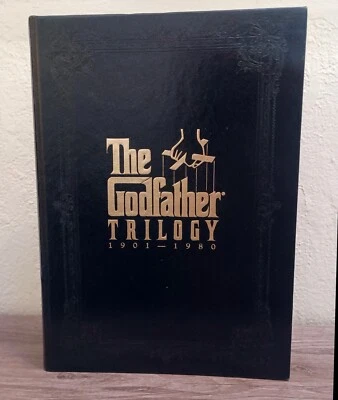 The
Godfather®
TRILOGY
1901—1980